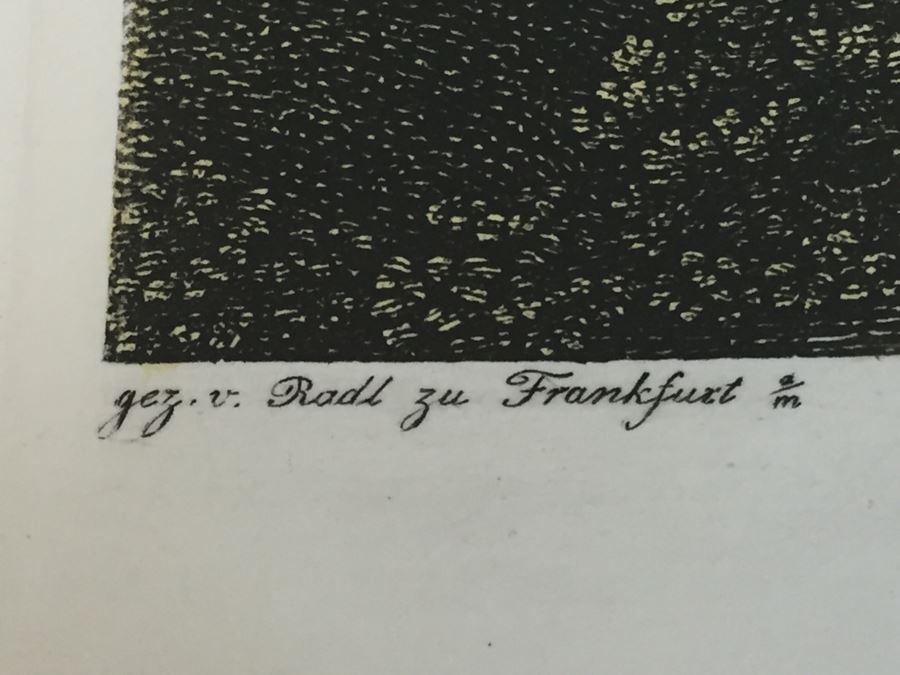 gez. v. Radl zu Frankfurt a/m